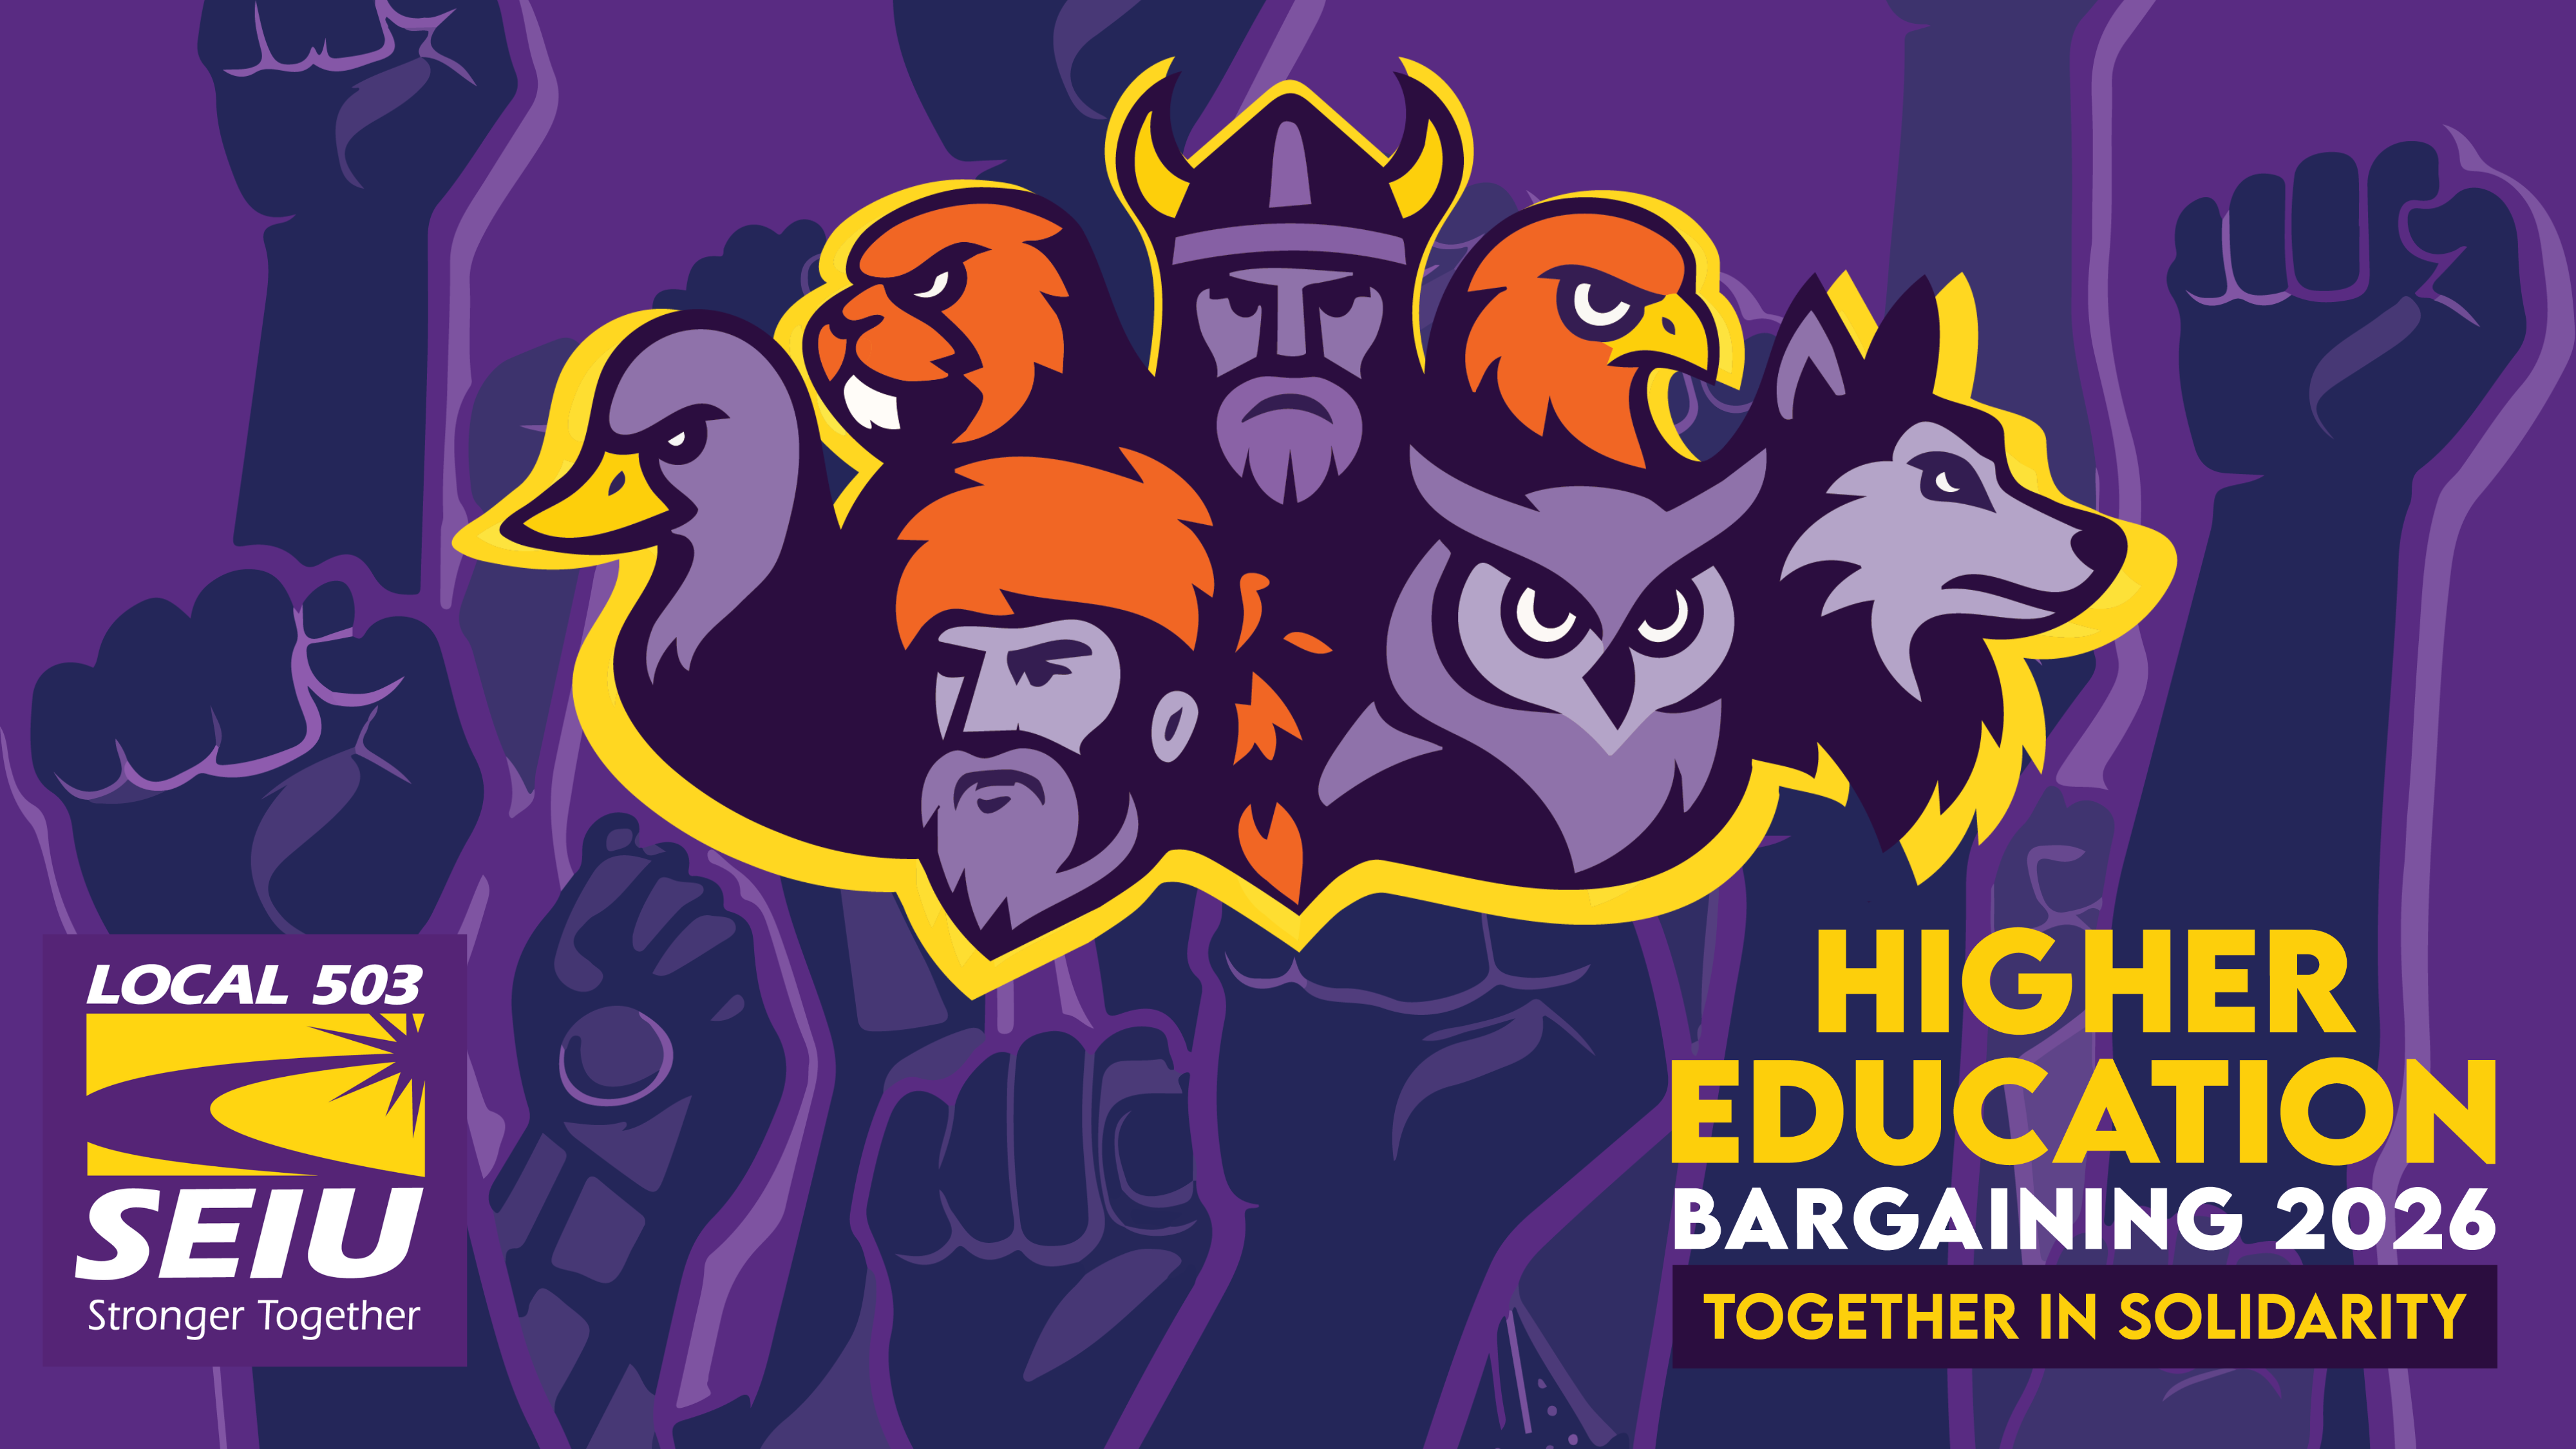 LOCAL 503
SEIU
Stronger Together
HIGHER
EDUCATION
BARGAINING 2026
TOGETHER IN SOLIDARITY